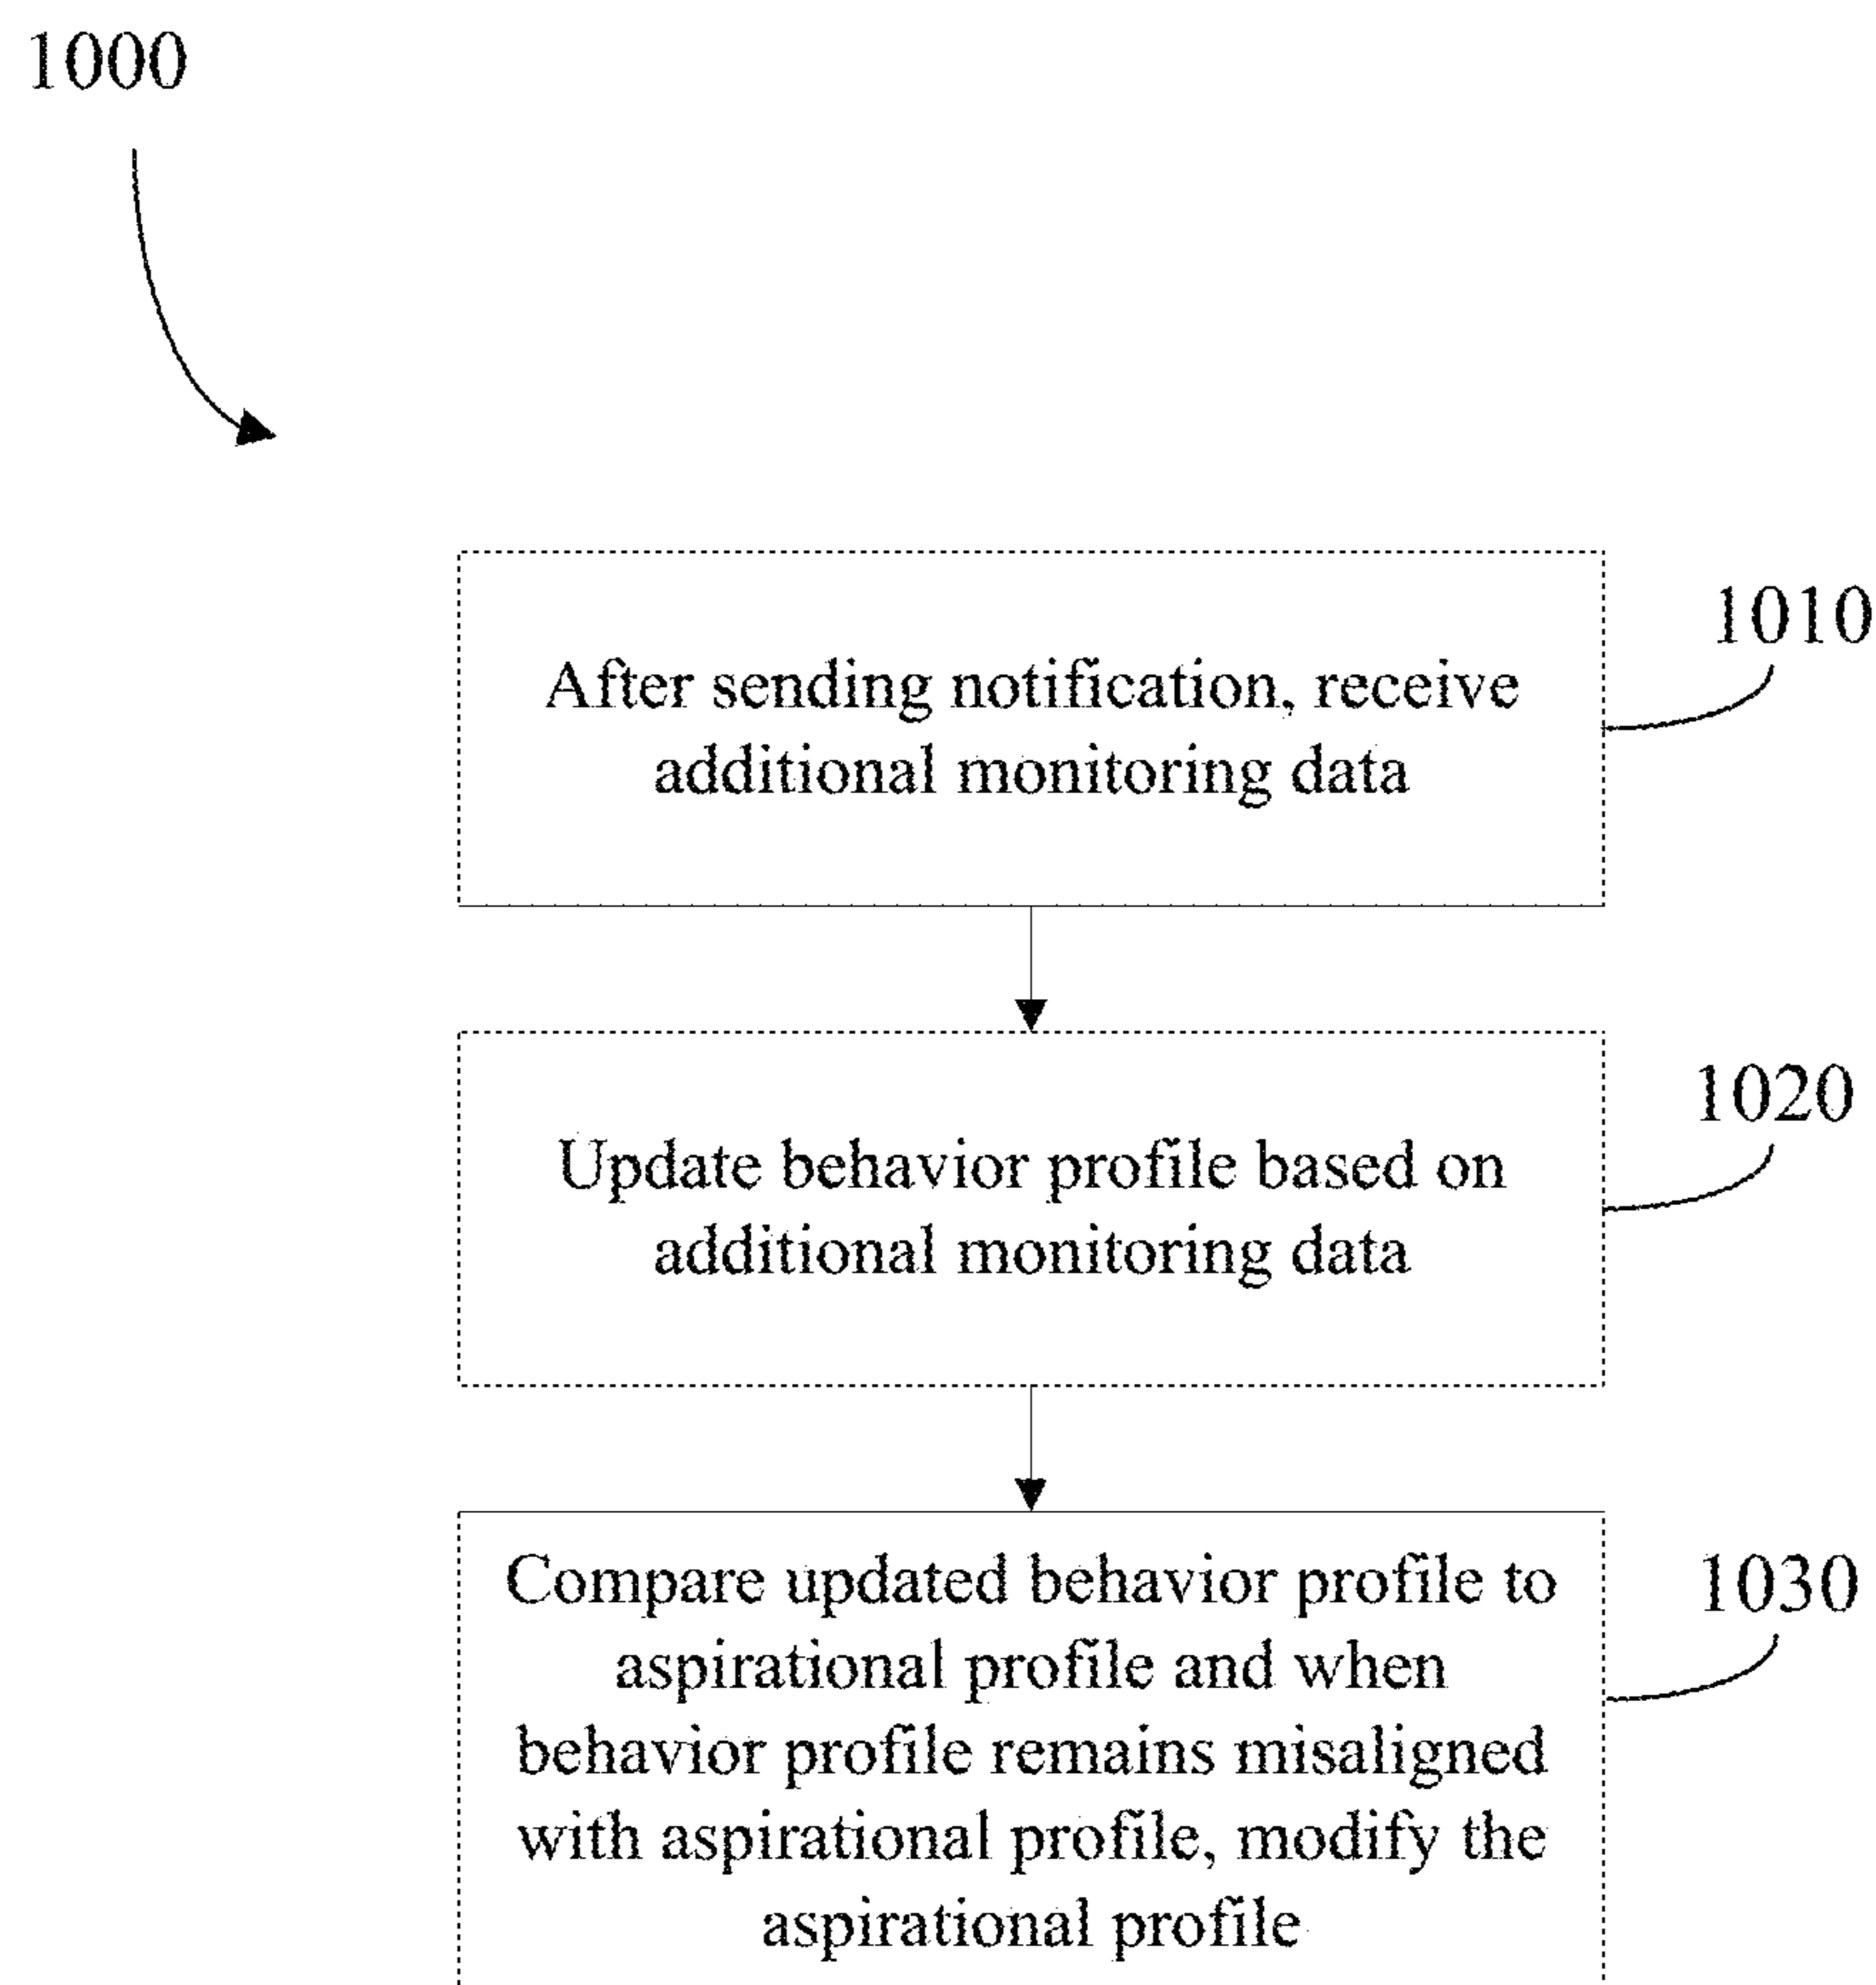 1000
1010
After sending notification, receive
additional monitoring data
1020
Update behavior profile based on
additional monitoring data
1030
Compare updated behavior profile to
aspirational profile and when
behavior profile remains misaligned
with aspirational profile, modify the
aspirational profile